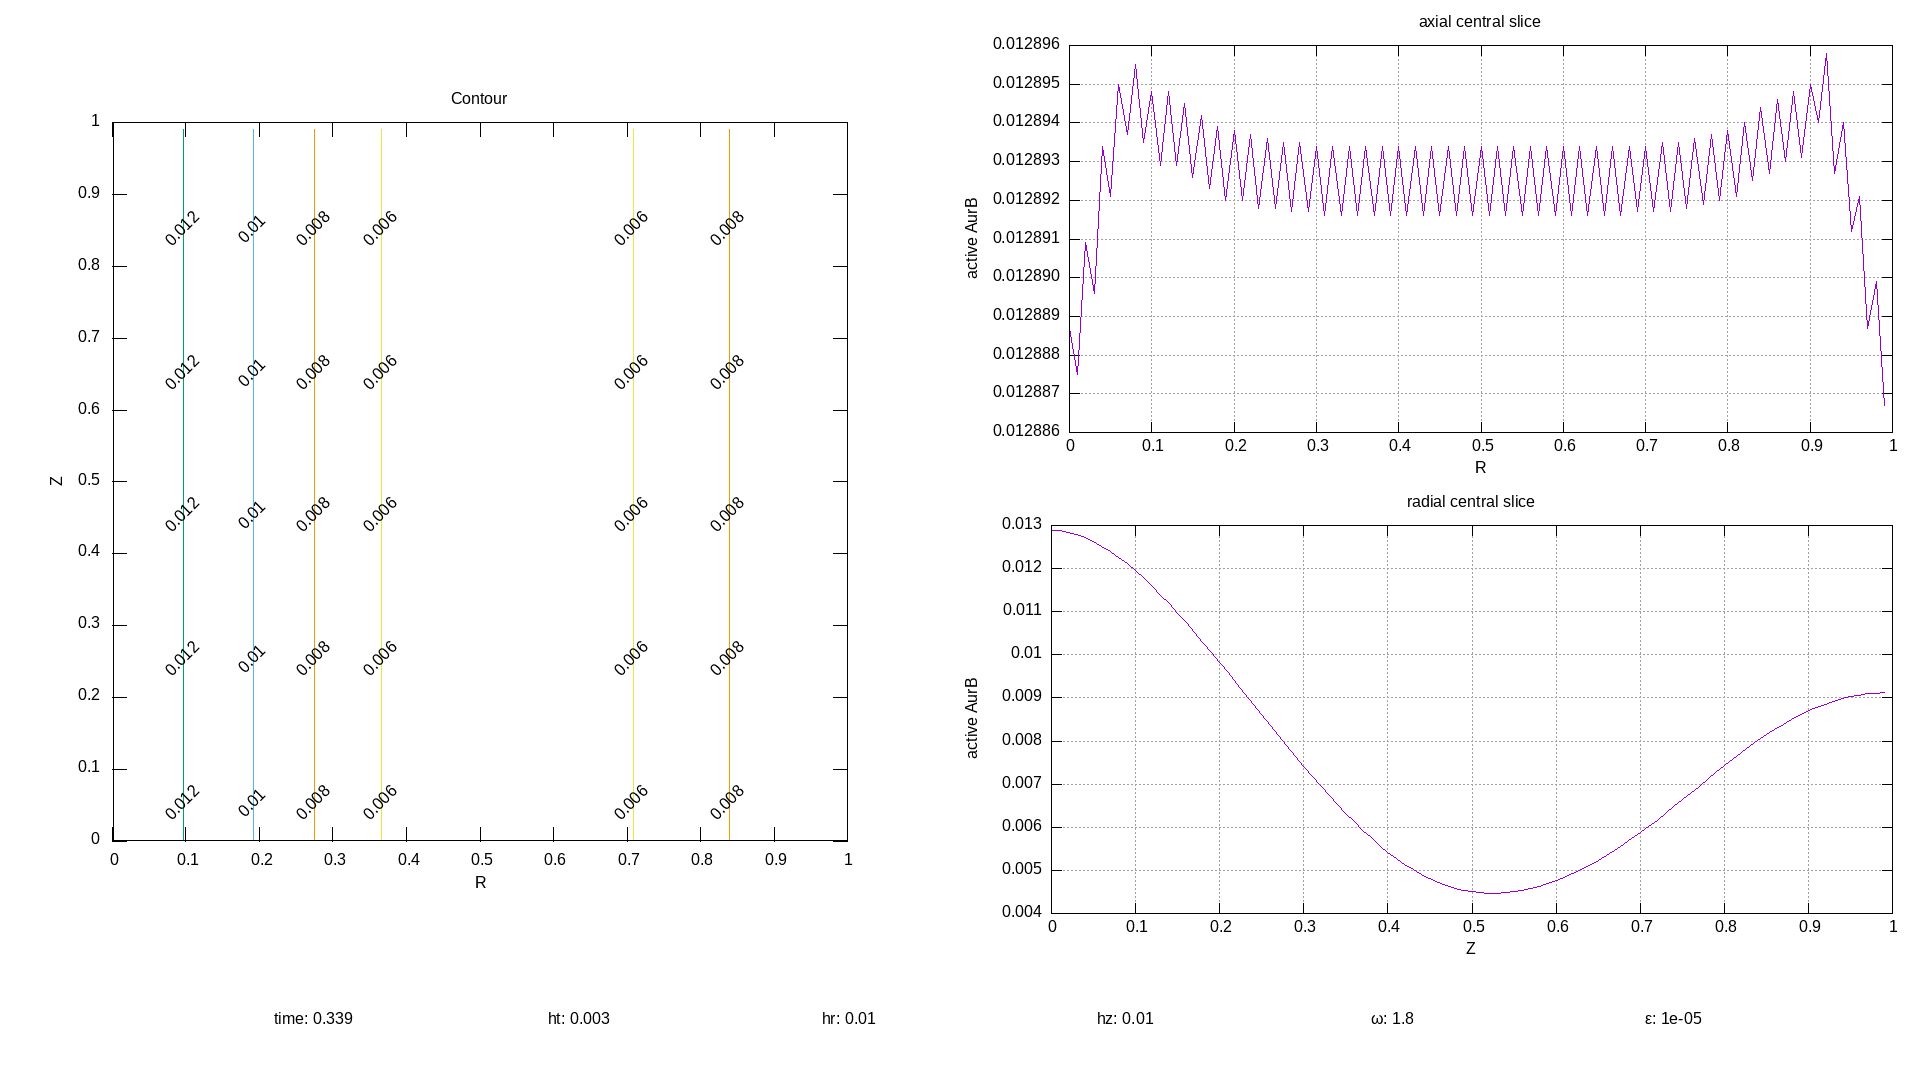 Contour
1
0.9
0.8
0.7
0.6
0.5
0.4
0.3
0.2
0.1
0
Z
0.012 0.01 0.008 0.006 0.006 0.008
0.012 0.01 0.008 0.006 0.006 0.008
0.012 0.01 0.008 0.006 0.006 0.008
0.012 0.01 0.008 0.006 0.006 0.008
0.012 0.01 0.008 0.006 0.006 0.008
0 0.1 0.2 0.3 0.4 0.5 0.6 0.7 0.8 0.9 1
R
axial central slice
0.012896
0.012895
0.012894
0.012893
0.012892
0.012891
0.012890
0.012889
0.012888
0.012887
0.012886
active AurB
0 0.1 0.2 0.3 0.4 0.5 0.6 0.7 0.8 0.9 1
R
radial central slice
0.013
0.012
0.011
0.01
0.009
0.008
0.007
0.006
0.005
0.004
active AurB
0 0.1 0.2 0.3 0.4 0.5 0.6 0.7 0.8 0.9 1
Z
time: 0.339 ht: 0.003 hr: 0.01 hz: 0.01 ω: 1.8 ε: 1e-05